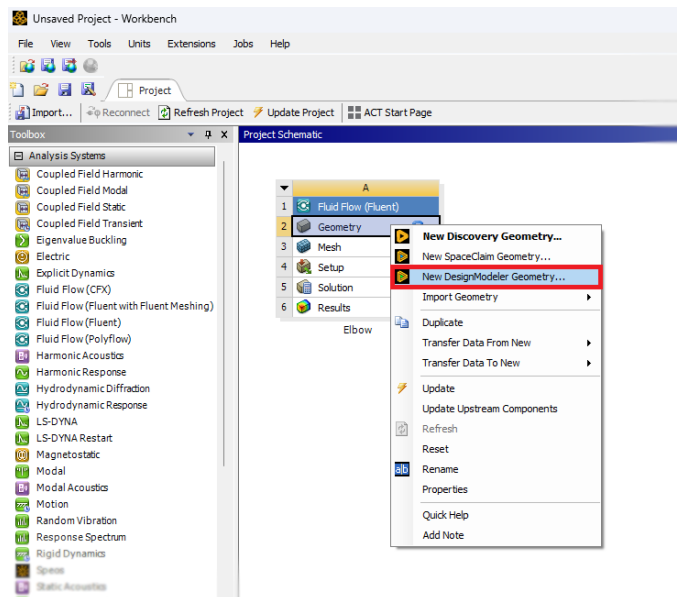 Unsaved Project - Workbench
File View Tools Units Extensions Jobs Help
Project
Import... Reconnect Refresh Project Update Project ACT Start Page
Toolbox
Project Schematic
Analysis Systems
Coupled Field Harmonic
Coupled Field Modal
Coupled Field Static
Coupled Field Transient
Eigenvalue Buckling
Electric
Explicit Dynamics
Fluid Flow (CFX)
Fluid Flow (Fluent with Fluent Meshing)
Fluid Flow (Fluent)
Fluid Flow (Polyflow)
Harmonic Acoustics
Harmonic Response
Hydrodynamic Diffraction
Hydrodynamic Response
LS-DYNA
LS-DYNA Restart
Magnetostatic
Modal
Modal Acoustics
Motion
Random Vibration
Response Spectrum
Rigid Dynamics
Speos
Static Acoustics
A
1 Fluid Flow (Fluent)
2 Geometry
3 Mesh
4 Setup
5 Solution
6 Results
Elbow
New Discovery Geometry...
New SpaceClaim Geometry...
New DesignModeler Geometry...
Import Geometry
Duplicate
Transfer Data From New
Transfer Data To New
Update
Update Upstream Components
Refresh
Reset
a|b Rename
Properties
Quick Help
Add Note